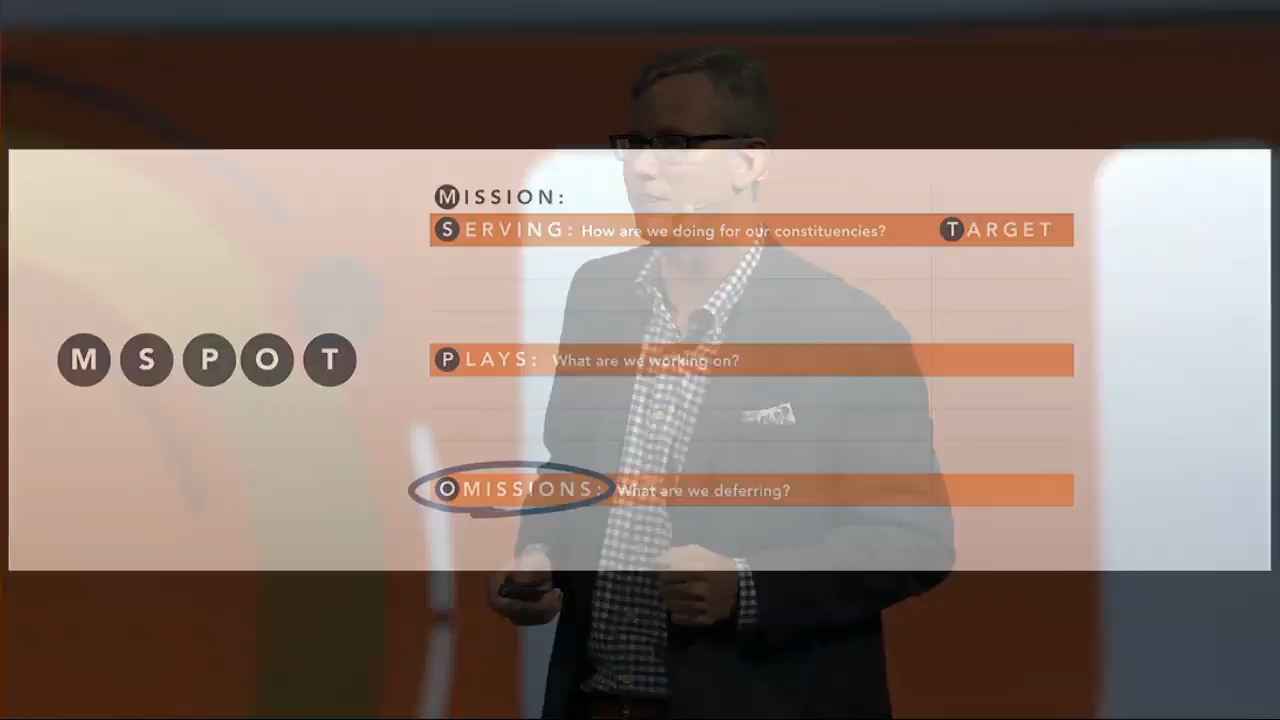 MISSION:
SERVING: How are we doing for our constituencies? TARGET
M S P O T
PLAYS: What are we working on?
OMISSIONS: What are we deferring?